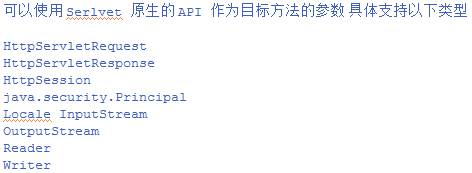 可以使用 Serlvet 原生的 API 作为目标方法的参数 具体支持以下类型
HttpServletRequest
HttpServletResponse
HttpSession
java.security.Principal
Locale InputStream
OutputStream
Reader
Writer